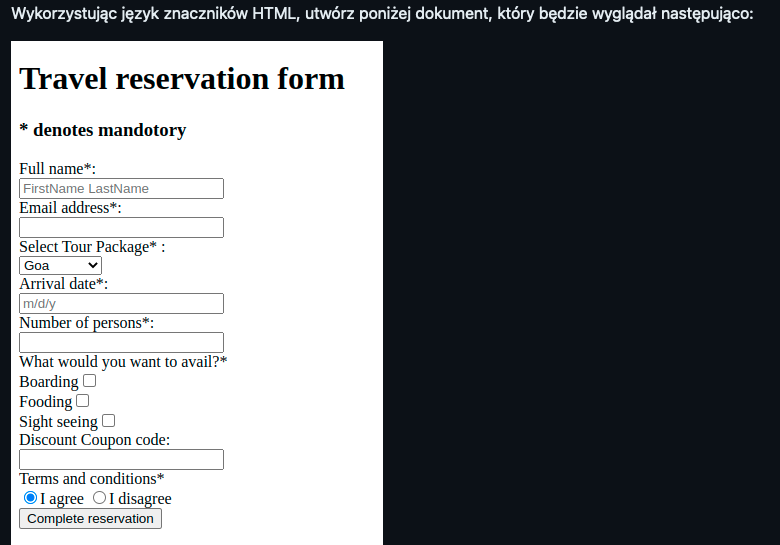 Wykorzystując język znaczników HTML, utwórz poniżej dokument, który będzie wyglądał następująco:
Travel reservation form
* denotes mandotory
Full name*:
FirstName LastName
Email address*:
Select Tour Package* :
Goa
Arrival date*:
m/d/y
Number of persons*:
What would you want to avail?*
Boarding
Fooding
Sight seeing
Discount Coupon code:
Terms and conditions*
I agree I disagree
Complete reservation